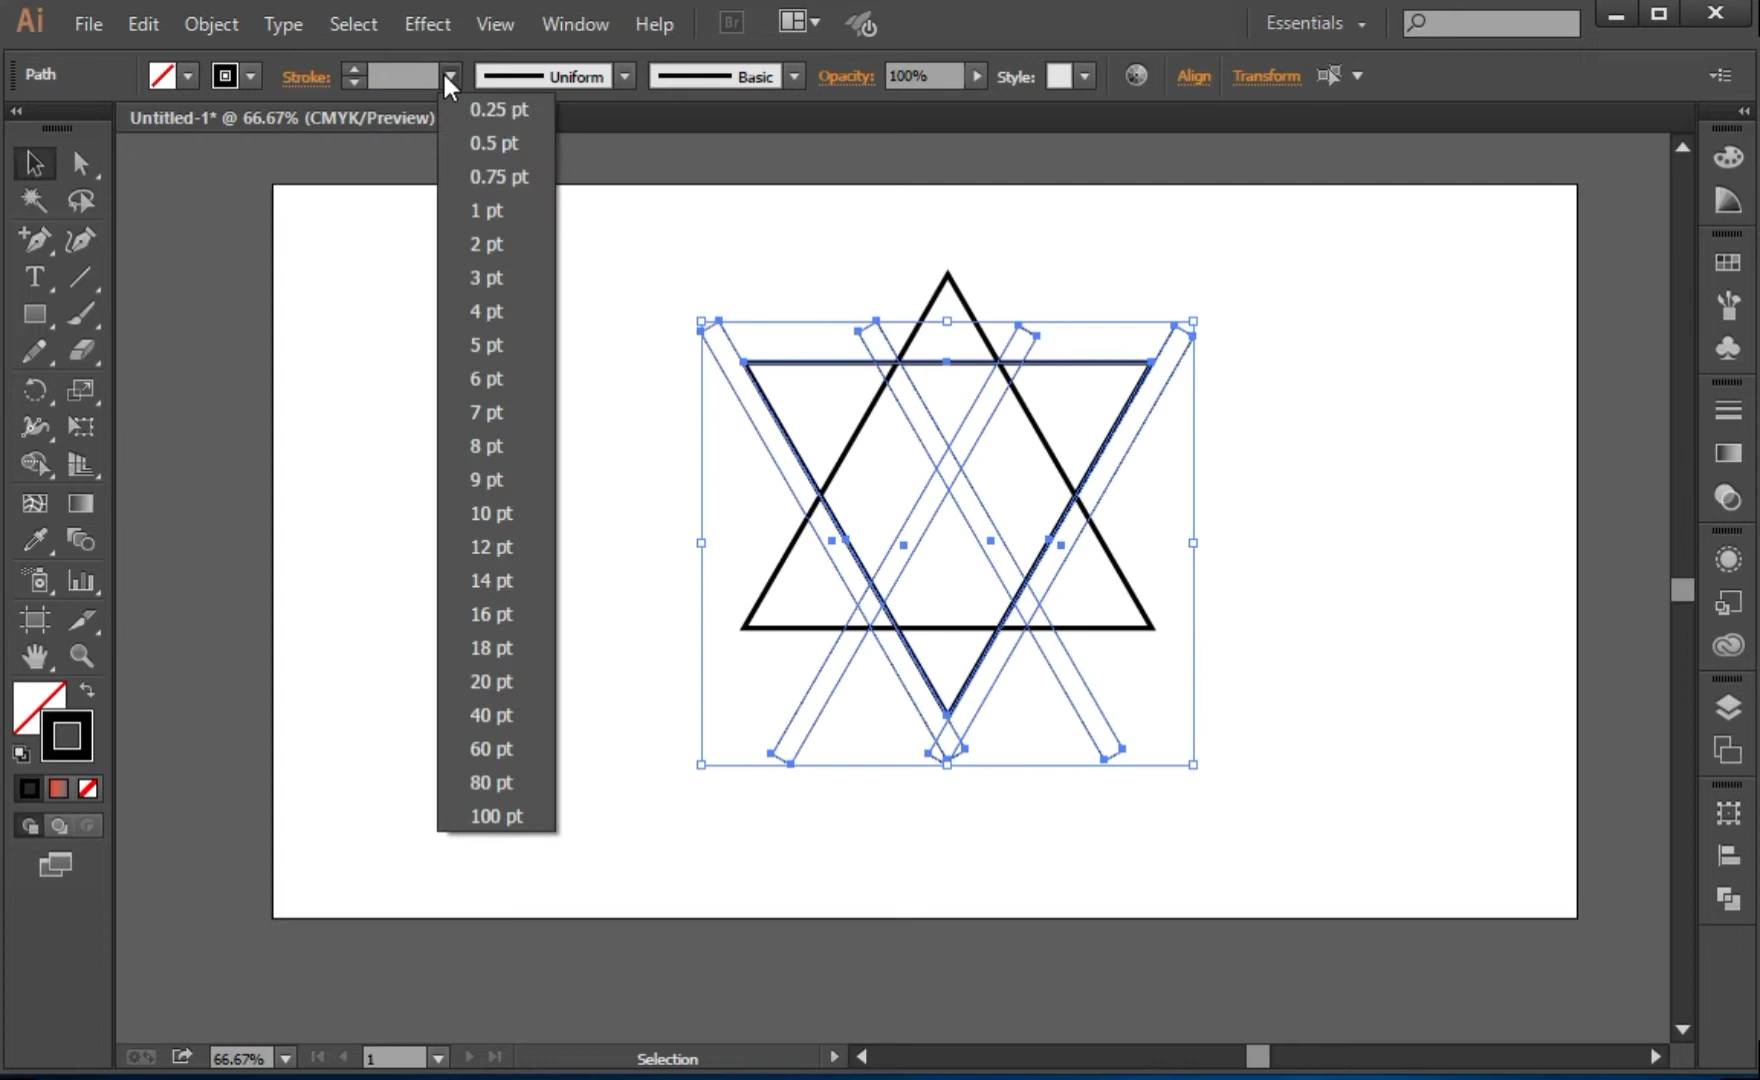 Ai File Edit Object Type Select Effect View Window Help Br Essentials
Path Stroke: Uniform Basic Opacity: 100% Style: Align Transform
Untitled-1* @ 66.67% (CMYK/Preview)
0.25 pt
0.5 pt
0.75 pt
1 pt
2 pt
3 pt
4 pt
5 pt
6 pt
7 pt
8 pt
9 pt
10 pt
12 pt
14 pt
16 pt
18 pt
20 pt
40 pt
60 pt
80 pt
100 pt
66.67% 1 Selection